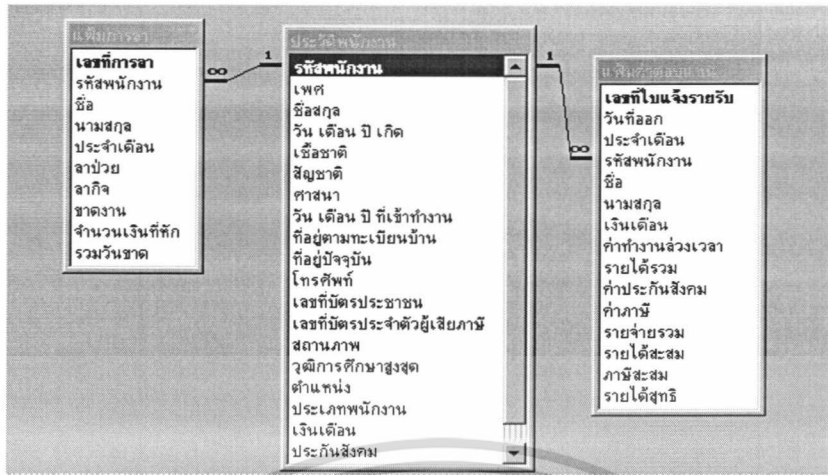 แฟ้มการลา
เลขที่การลา
รหัสพนักงาน
ชื่อ
นามสกุล
ประจำเดือน
ลาป่วย
ลากิจ
ขาดงาน
จำนวนเงินที่หัก
รวมวันขาด
∞
1
ประวัติพนักงาน
รหัสพนักงาน
เพศ
ชื่อสกุล
วัน เดือน ปี เกิด
เชื้อชาติ
สัญชาติ
ศาสนา
วัน เดือน ปี ที่เข้าทำงาน
ที่อยู่ตามทะเบียนบ้าน
ที่อยู่ปัจจุบัน
โทรศัพท์
เลขที่บัตรประชาชน
เลขที่บัตรประจำตัวผู้เสียภาษี
สถานภาพ
วุฒิการศึกษาสูงสุด
ตำแหน่ง
ประเภทพนักงาน
เงินเดือน
ประกันสังคม
1
∞
แฟ้มค่าตอบแทน
เลขที่ใบแจ้งรายรับ
วันที่ออก
ประจำเดือน
รหัสพนักงาน
ชื่อ
นามสกุล
เงินเดือน
ค่าทำงานล่วงเวลา
รายได้รวม
ค่าประกันสังคม
ค่าภาษี
รายจ่ายรวม
รายได้สะสม
ภาษีสะสม
รายได้สุทธิ